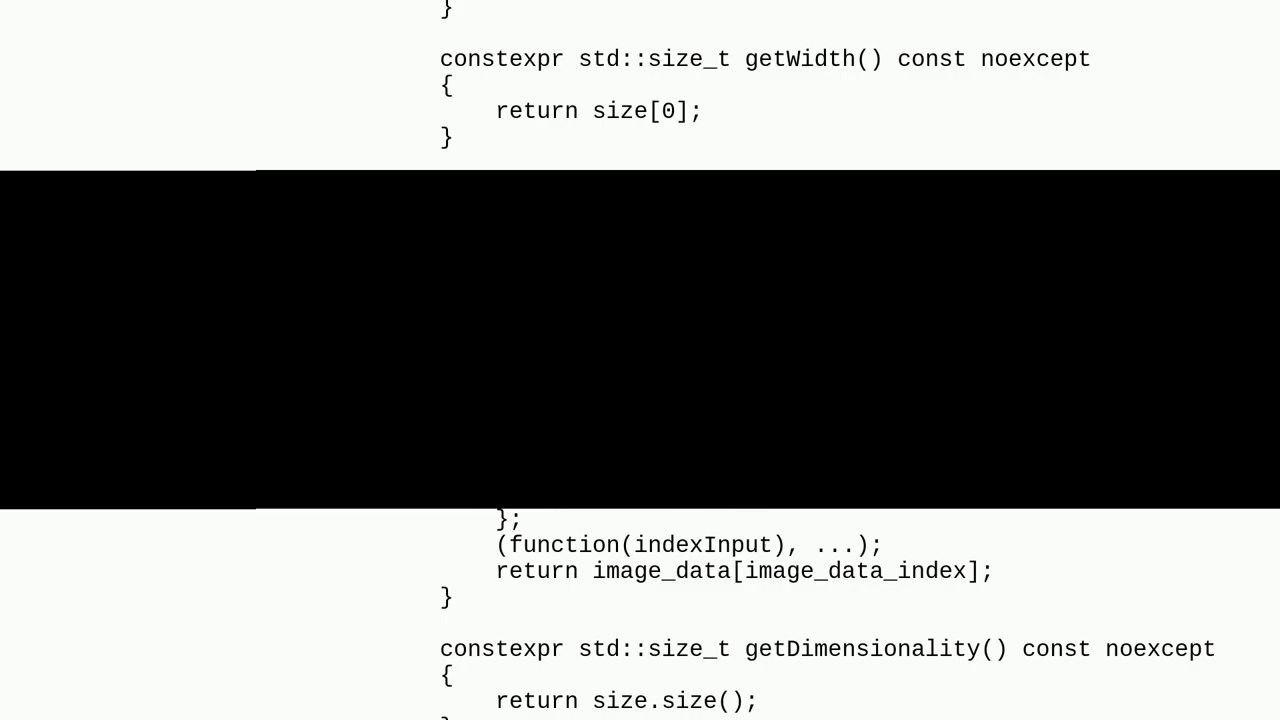 }
constexpr std::size_t getWidth() const noexcept
{
return size[0];
}
};
(function(indexInput), ...);
return image_data[image_data_index];
}
constexpr std::size_t getDimensionality() const noexcept
{
return size.size();
}